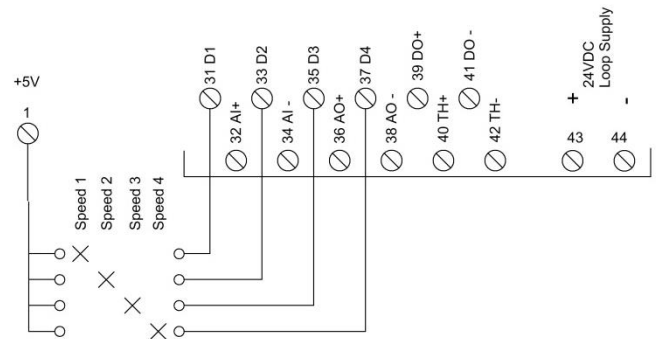 +5V
1
Speed 1
Speed 2
Speed 3
Speed 4
31 D1
33 D2
35 D3
37 D4
39 DO+
41 DO -
32 AI+
34 AI -
36 AO+
38 AO -
40 TH+
42 TH-
24VDC
Loop Supply
+
-
43
44